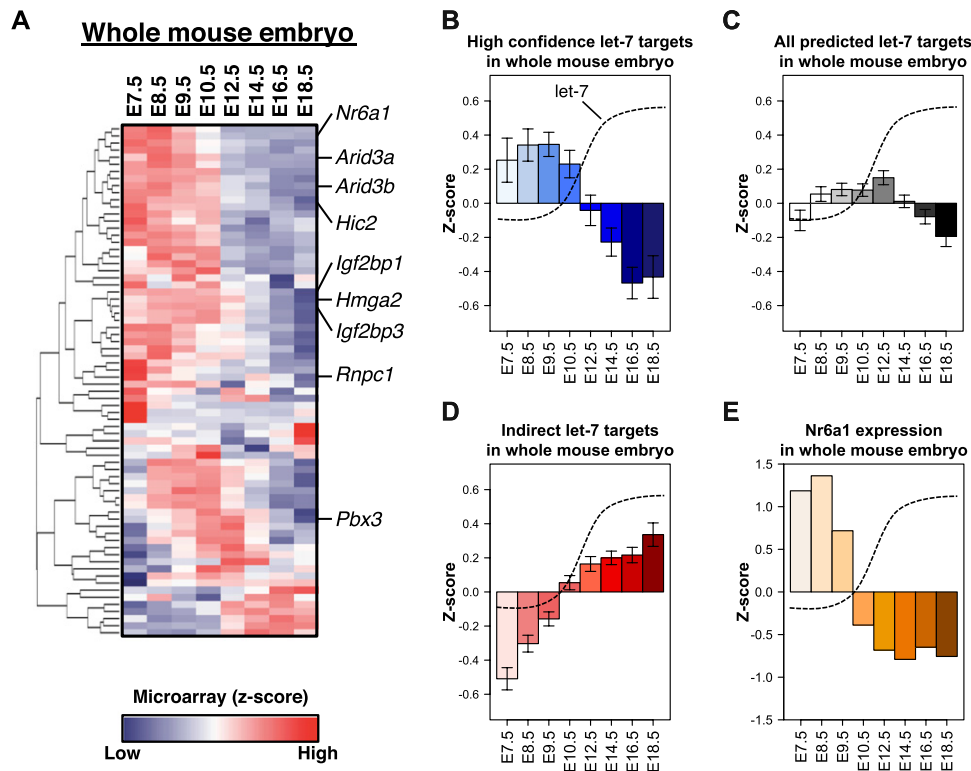 A
Whole mouse embryo
E7.5
E8.5
E9.5
E10.5
E12.5
E14.5
E16.5
E18.5
Nr6a1
Arid3a
Arid3b
Hic2
Igf2bp1
Hmga2
Igf2bp3
Rnpc1
Pbx3
Microarray (z-score)
Low
High
B
High confidence let-7 targets
in whole mouse embryo
let-7
Z-score
0.6
0.4
0.2
0.0
-0.2
-0.4
-0.6
E7.5
E8.5
E9.5
E10.5
E12.5
E14.5
E16.5
E18.5
C
All predicted let-7 targets
in whole mouse embryo
Z-score
0.6
0.4
0.2
0.0
-0.2
-0.4
-0.6
E7.5
E8.5
E9.5
E10.5
E12.5
E14.5
E16.5
E18.5
D
Indirect let-7 targets
in whole mouse embryo
Z-score
0.6
0.4
0.2
0.0
-0.2
-0.4
-0.6
E7.5
E8.5
E9.5
E10.5
E12.5
E14.5
E16.5
E18.5
E
Nr6a1 expression
in whole mouse embryo
Z-score
1.5
1.0
0.5
0.0
-0.5
-1.0
-1.5
E7.5
E8.5
E9.5
E10.5
E12.5
E14.5
E16.5
E18.5